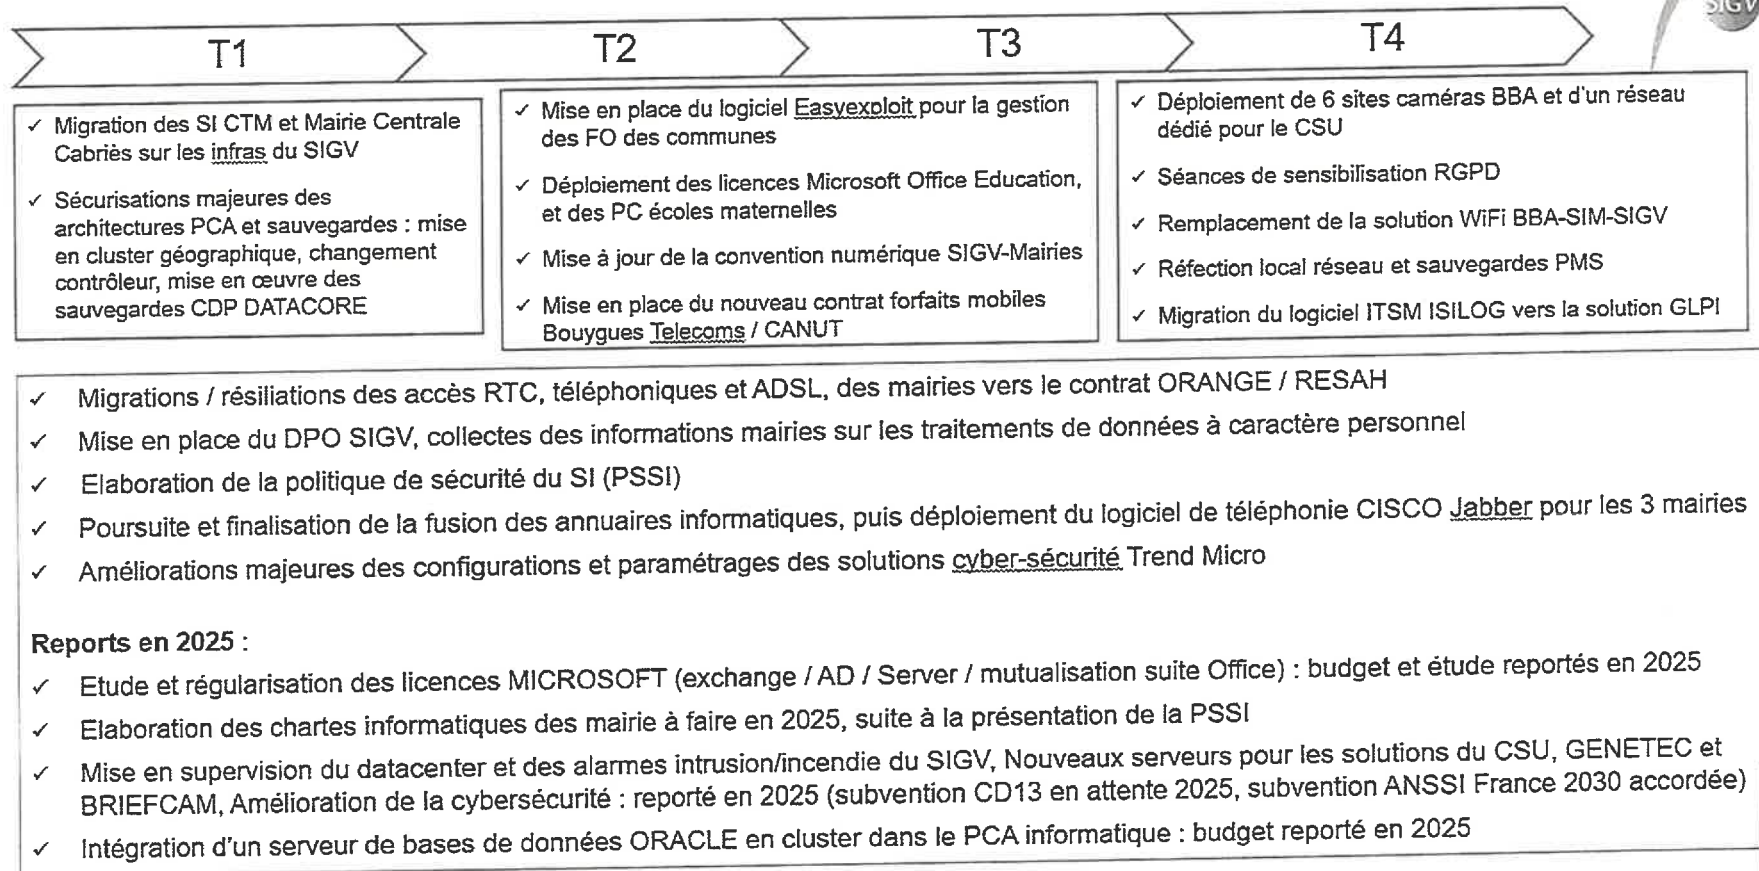 SIGV
T1
T2
T3
T4
✓ Migration des SI CTM et Mairie Centrale
Cabriès sur les infras du SIGV
✓ Sécurisations majeures des
architectures PCA et sauvegardes : mise
en cluster géographique, changement
contrôleur, mise en œuvre des
sauvegardes CDP DATACORE
✓ Mise en place du logiciel Easyexploit pour la gestion
des FO des communes
✓ Déploiement des licences Microsoft Office Education,
et des PC écoles maternelles
✓ Mise à jour de la convention numérique SIGV-Mairies
✓ Mise en place du nouveau contrat forfaits mobiles
Bouygues Telecoms / CANUT
✓ Déploiement de 6 sites caméras BBA et d'un réseau
dédié pour le CSU
✓ Séances de sensibilisation RGPD
✓ Remplacement de la solution WiFi BBA-SIM-SIGV
✓ Réfection local réseau et sauvegardes PMS
✓ Migration du logiciel ITSM ISILOG vers la solution GLPI
✓ Migrations / résiliations des accès RTC, téléphoniques et ADSL, des mairies vers le contrat ORANGE / RESAH
✓ Mise en place du DPO SIGV, collectes des informations mairies sur les traitements de données à caractère personnel
✓ Elaboration de la politique de sécurité du SI (PSSI)
✓ Poursuite et finalisation de la fusion des annuaires informatiques, puis déploiement du logiciel de téléphonie CISCO Jabber pour les 3 mairies
✓ Améliorations majeures des configurations et paramétrages des solutions cyber-sécurité Trend Micro
Reports en 2025 :
✓ Etude et régularisation des licences MICROSOFT (exchange / AD / Server / mutualisation suite Office) : budget et étude reportés en 2025
✓ Elaboration des chartes informatiques des mairie à faire en 2025, suite à la présentation de la PSSI
✓ Mise en supervision du datacenter et des alarmes intrusion/incendie du SIGV, Nouveaux serveurs pour les solutions du CSU, GENETEC et
BRIEFCAM, Amélioration de la cybersécurité : reporté en 2025 (subvention CD13 en attente 2025, subvention ANSSI France 2030 accordée)
✓ Intégration d'un serveur de bases de données ORACLE en cluster dans le PCA informatique : budget reporté en 2025